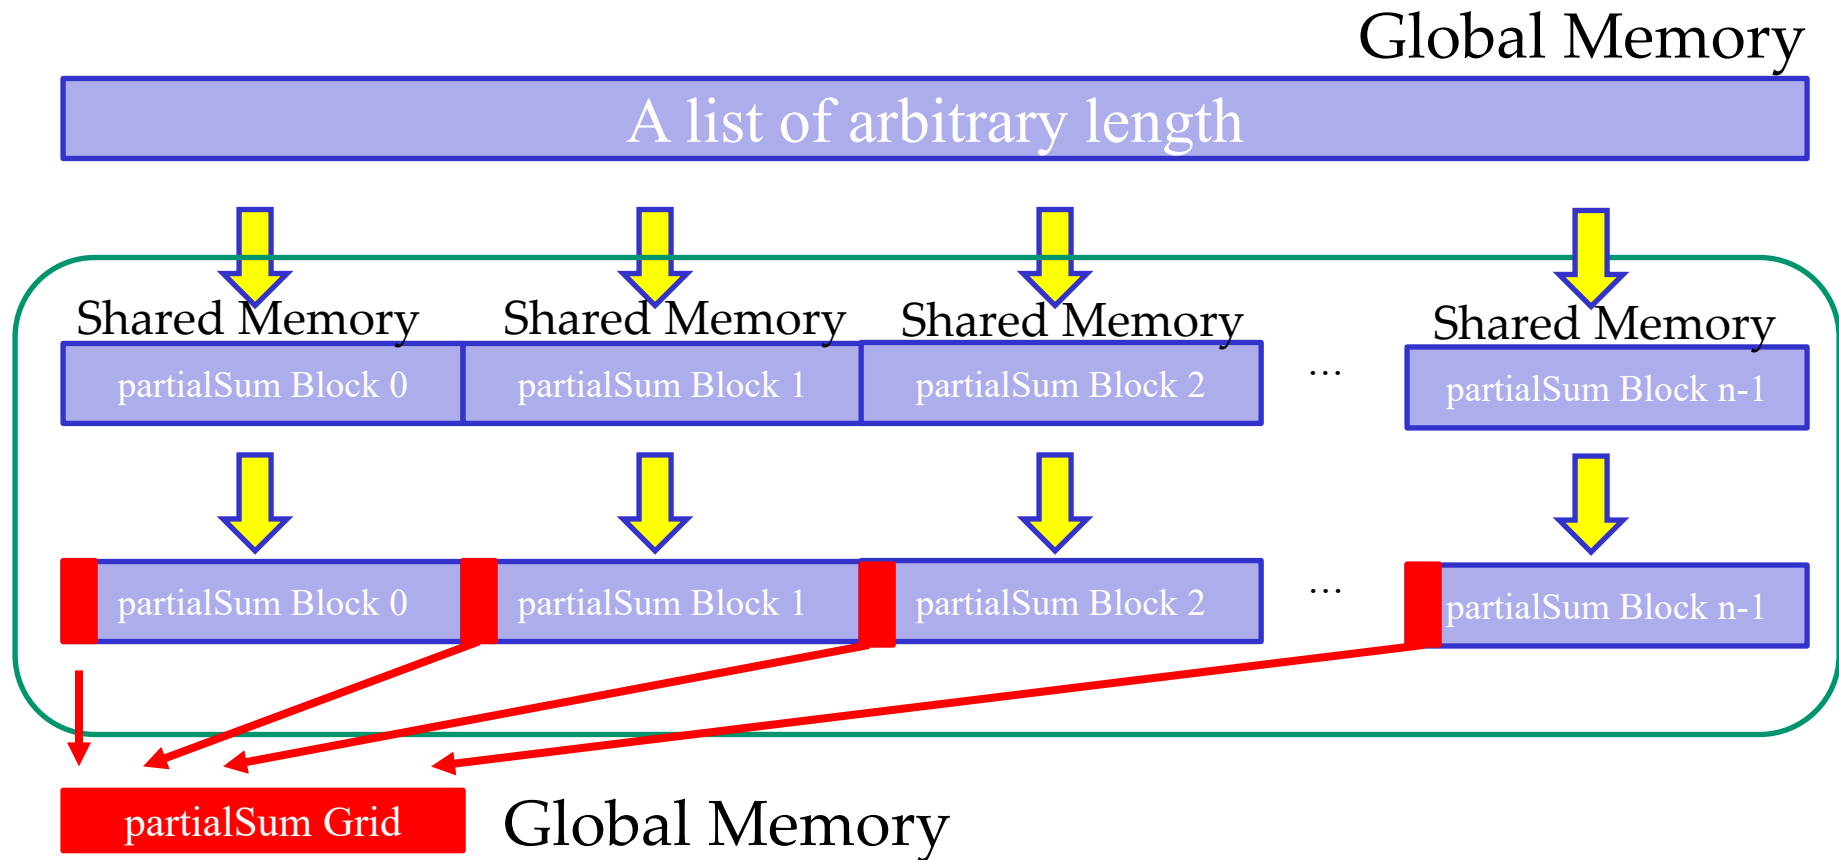 Global Memory
A list of arbitrary length
Shared Memory
Shared Memory
Shared Memory
Shared Memory
partialSum Block 0
partialSum Block 1
partialSum Block 2
...
partialSum Block n-1
partialSum Block 0
partialSum Block 1
partialSum Block 2
...
partialSum Block n-1
partialSum Grid
Global Memory